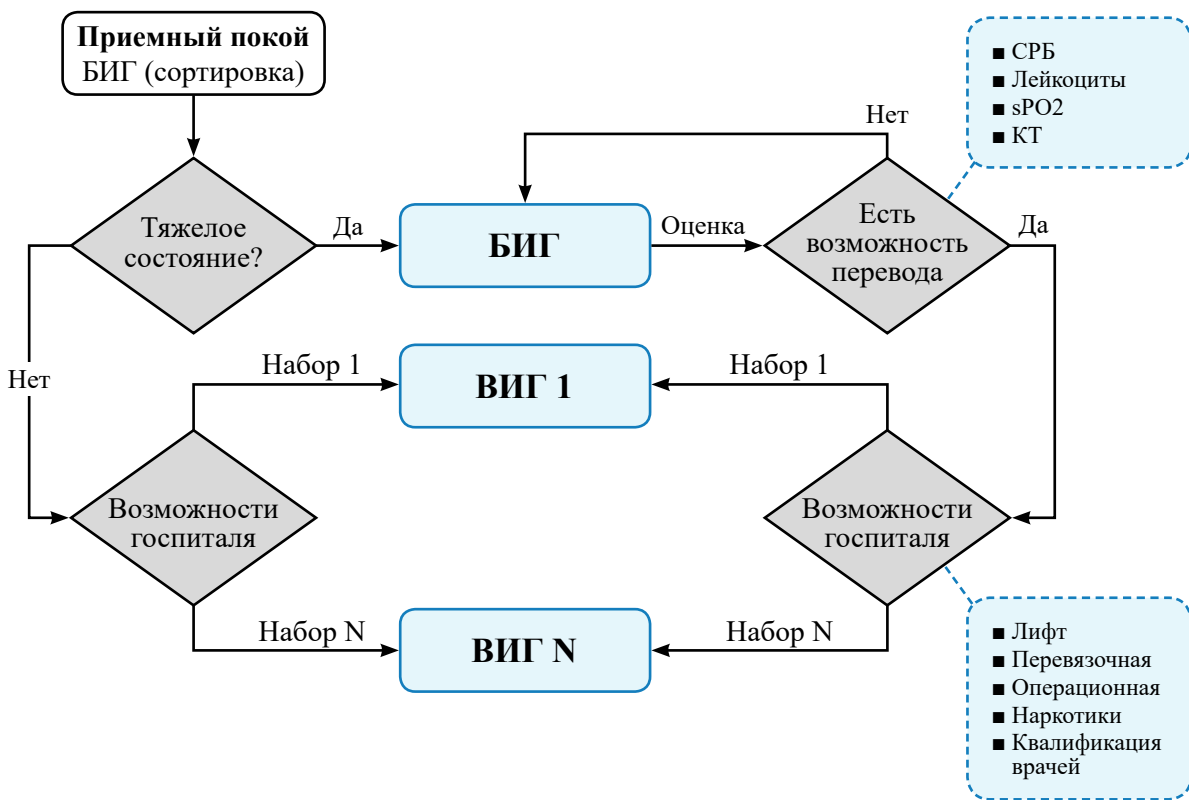 Приемный покой
БИГ (сортировка)
■ СРБ
■ Лейкоциты
■ sPO2
■ КТ
Нет
Тяжелое
состояние?
Да
БИГ
Оценка
Есть
возможность
перевода
Да
Нет
Набор 1
ВИГ 1
Набор 1
Возможности
госпиталя
Возможности
госпиталя
Набор N
ВИГ N
Набор N
■ Лифт
■ Перевязочная
■ Операционная
■ Наркотики
■ Квалификация
врачей